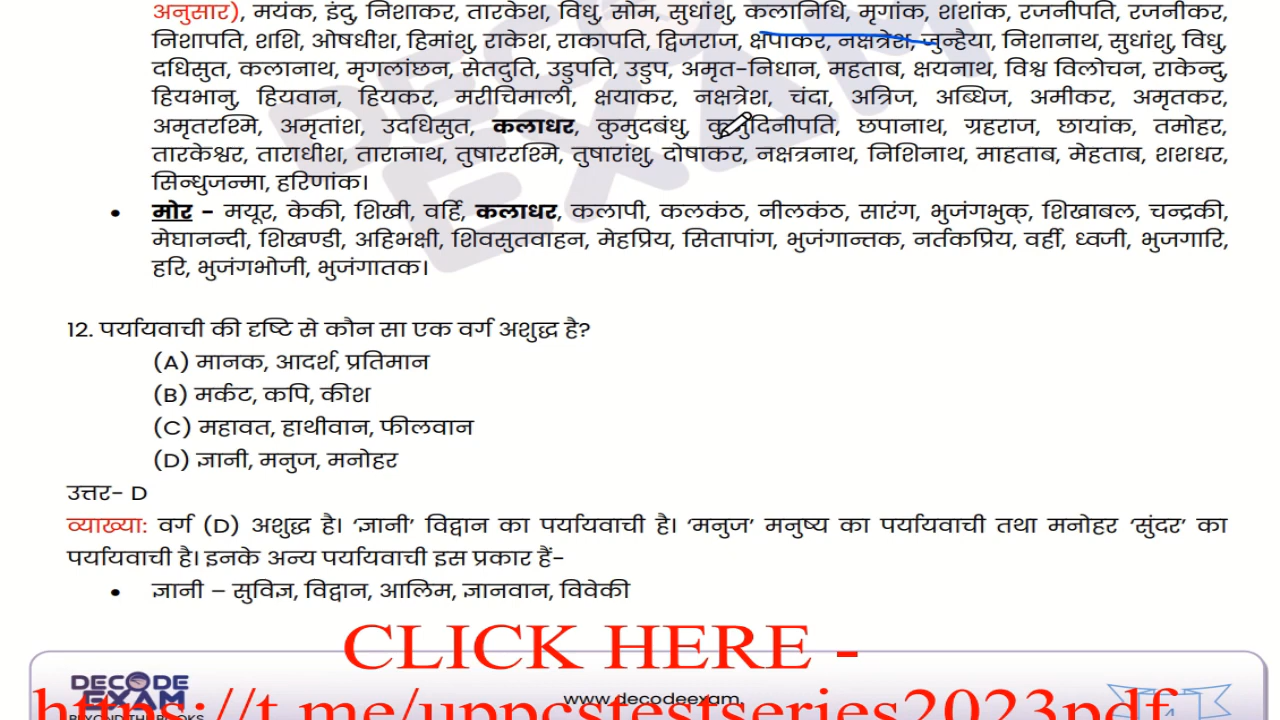 अनुसार), मयंक, इंदु, निशाकर, तारकेश, विधु, सोम, सुधांशु, कलानिधि, मृगांक, शशांक, रजनीपति, रजनीकर,
निशापति, शशि, ओषधीश, हिमांशु, राकेश, राकापति, द्विजराज, क्षपाकर, नक्षत्रेश, जुन्हैया, निशानाथ, सुधांशु, विधु,
दधिसुत, कलानाथ, मृगलांछन, सेतदुति, उडुपति, उडुप, अमृत-निधान, महताब, क्षयनाथ, विश्व विलोचन, राकेन्दु,
हियभानु, हियवान, हियकर, मरीचिमाली, क्षयाकर, नक्षत्रेश, चंदा, अत्रिज, अब्धिज, अमीकर, अमृतकर,
अमृतरश्मि, अमृतांश, उदधिसुत, कलाधर, कुमुदबंधु, कुमुदिनीपति, छपानाथ, ग्रहराज, छायांक, तमोहर,
तारकेश्वर, ताराधीश, तारानाथ, तुषाररश्मि, तुषारांशु, दोषाकर, नक्षत्रनाथ, निशिनाथ, माहताब, मेहताब, शशधर,
सिन्धुजन्मा, हरिणांक।
• मोर - मयूर, केकी, शिखी, वर्हि, कलाधर, कलापी, कलकंठ, नीलकंठ, सारंग, भुजंगभुक्, शिखाबल, चन्द्रकी,
मेघानन्दी, शिखण्डी, अहिभक्षी, शिवसुतवाहन, मेहप्रिय, सितापांग, भुजंगान्तक, नर्तकप्रिय, वर्ही, ध्वजी, भुजगारि,
हरि, भुजंगभोजी, भुजंगातक।
12. पर्यायवाची की दृष्टि से कौन सा एक वर्ग अशुद्ध है?
(A) मानक, आदर्श, प्रतिमान
(B) मर्कट, कपि, कीश
(C) महावत, हाथीवान, फीलवान
(D) ज्ञानी, मनुज, मनोहर
उत्तर- D
व्याख्या: वर्ग (D) अशुद्ध है। 'ज्ञानी' विद्वान का पर्यायवाची है। 'मनुज' मनुष्य का पर्यायवाची तथा मनोहर 'सुंदर' का
पर्यायवाची है। इनके अन्य पर्यायवाची इस प्रकार हैं-
• ज्ञानी – सुविज्ञ, विद्वान, आलिम, ज्ञानवान, विवेकी
CLICK HERE -
DECODE EXAM
www.decodeexam.
https://t.me/uppcstestseries2023pdf
BEYOND THE BOOKS